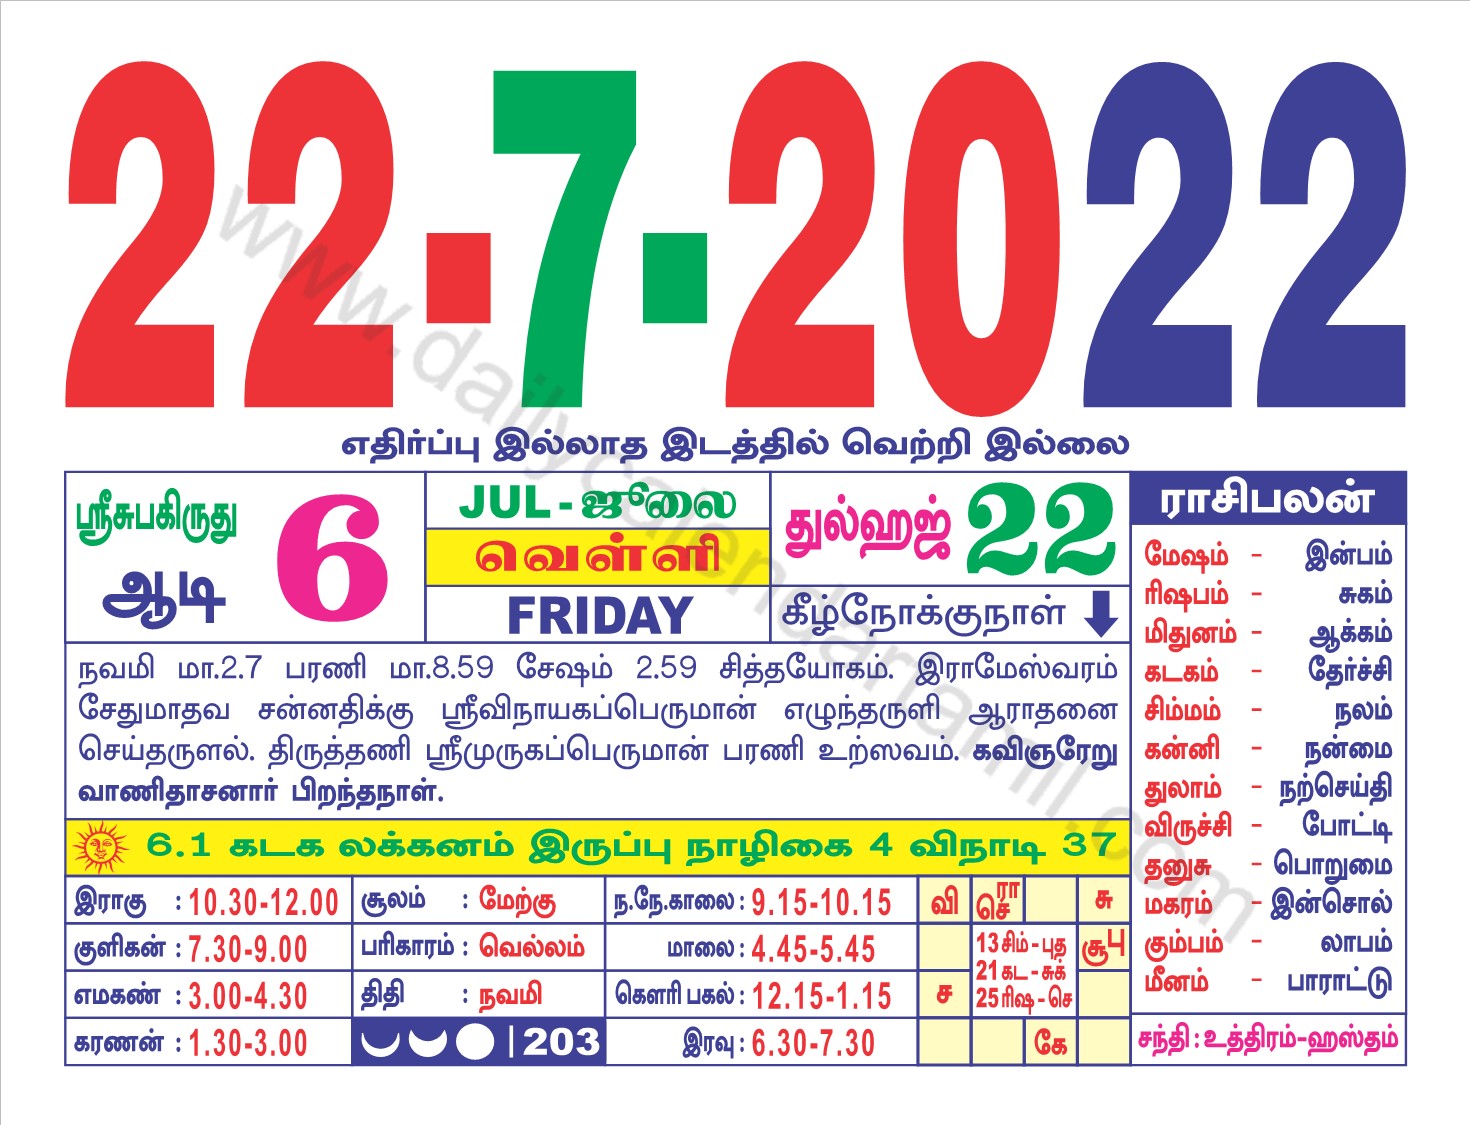 22-7-2022
எதிர்ப்பு இல்லாத இடத்தில் வெற்றி இல்லை
ஸ்ரீசுபகிருது
ஆடி
6
JUL - ஜூலை
வெள்ளி
FRIDAY
துல்ஹஜ் 22
கீழ்நோக்குநாள்
நவமி மா.2.7 பரணி மா.8.59 சேஷம் 2.59 சித்தயோகம். இராமேஸ்வரம்
சேதுமாதவ சன்னதிக்கு ஸ்ரீவிநாயகப்பெருமான் எழுந்தருளி ஆராதனை
செய்தருளல். திருத்தணி ஸ்ரீமுருகப்பெருமான் பரணி உற்ஸவம். கவிஞரேறு
வாணிதாசனார் பிறந்தநாள்.
6.1 கடக லக்கனம் இருப்பு நாழிகை 4 விநாடி 37
இராகு : 10.30-12.00
குளிகன் : 7.30-9.00
எமகண் : 3.00-4.30
கரணன் : 1.30-3.00
சூலம் : மேற்கு
பரிகாரம் : வெல்லம்
திதி : நவமி
| 203
ந.நே.காலை : 9.15-10.15
மாலை : 4.45-5.45
கௌரி பகல் : 12.15-1.15
இரவு : 6.30-7.30
வி
ரா
செ
சு
சூபு
13 சிம் - புத
21 கட - சுக்
25 ரிஷ - செ
ச
கே
ராசிபலன்
மேஷம் - இன்பம்
ரிஷபம் - சுகம்
மிதுனம் - ஆக்கம்
கடகம் - தேர்ச்சி
சிம்மம் - நலம்
கன்னி - நன்மை
துலாம் - நற்செய்தி
விருச்சி - போட்டி
தனுசு - பொறுமை
மகரம் - இன்சொல்
கும்பம் - லாபம்
மீனம் - பாராட்டு
சந்தி : உத்திரம்-ஹஸ்தம்
www.dailycalendartamil.com